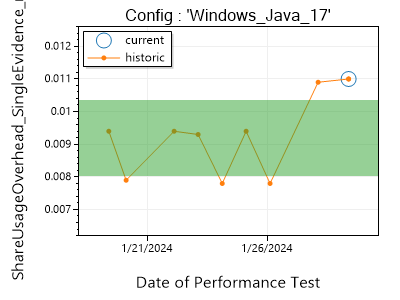 Config : 'Windows_Java_17'
ShareUsageOverhead_SingleEvidence_
current
historic
0.012
0.011
0.01
0.009
0.008
0.007
1/21/2024
1/26/2024
Date of Performance Test